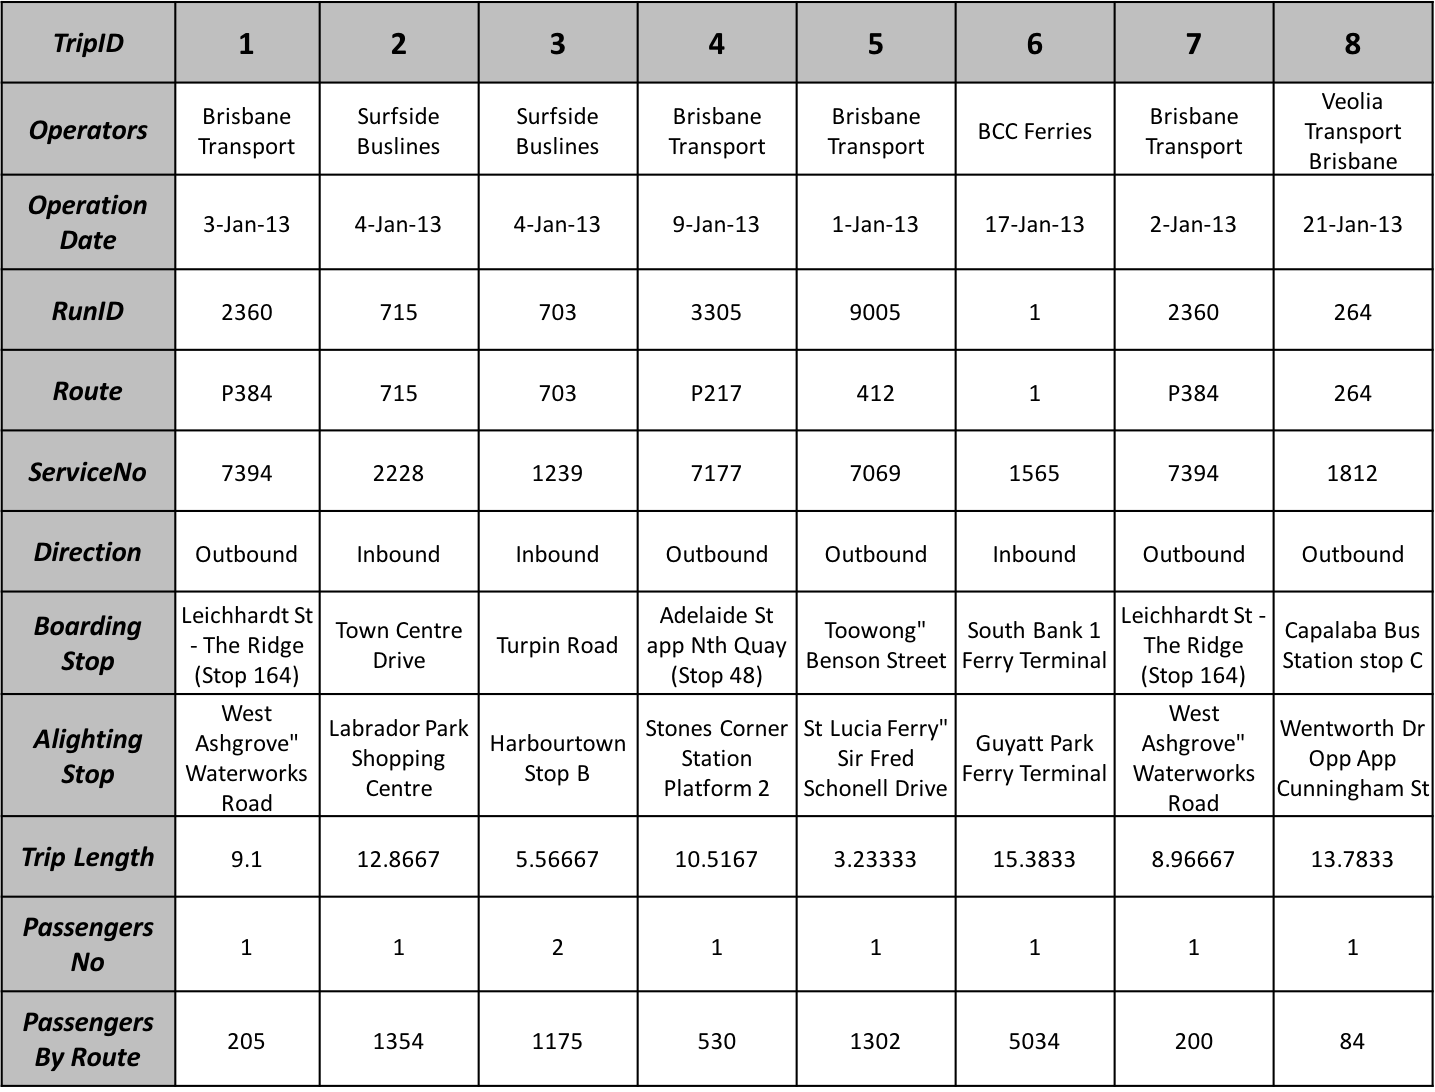 TripID 1 2 3 4 5 6 7 8
Operators
Brisbane
Transport
Surfside
Buslines
Surfside
Buslines
Brisbane
Transport
Brisbane
Transport
BCC Ferries
Brisbane
Transport
Veolia
Transport
Brisbane
Operation
Date
3-Jan-13 4-Jan-13 4-Jan-13 9-Jan-13 1-Jan-13 17-Jan-13 2-Jan-13 21-Jan-13
RunID 2360 715 703 3305 9005 1 2360 264
Route P384 715 703 P217 412 1 P384 264
ServiceNo 7394 2228 1239 7177 7069 1565 7394 1812
Direction Outbound Inbound Inbound Outbound Outbound Inbound Outbound Outbound
Boarding
Stop
Leichhardt St
- The Ridge
(Stop 164)
Town Centre
Drive
Turpin Road
Adelaide St
app Nth Quay
(Stop 48)
Toowong"
Benson Street
South Bank 1
Ferry Terminal
Leichhardt St -
The Ridge
(Stop 164)
Capalaba Bus
Station stop C
Alighting
Stop
West
Ashgrove"
Waterworks
Road
Labrador Park
Shopping
Centre
Harbourtown
Stop B
Stones Corner
Station
Platform 2
St Lucia Ferry"
Sir Fred
Schonell Drive
Guyatt Park
Ferry Terminal
West
Ashgrove"
Waterworks
Road
Wentworth Dr
Opp App
Cunningham St
Trip Length 9.1 12.8667 5.56667 10.5167 3.23333 15.3833 8.96667 13.7833
Passengers
No
1 1 2 1 1 1 1 1
Passengers
By Route
205 1354 1175 530 1302 5034 200 84